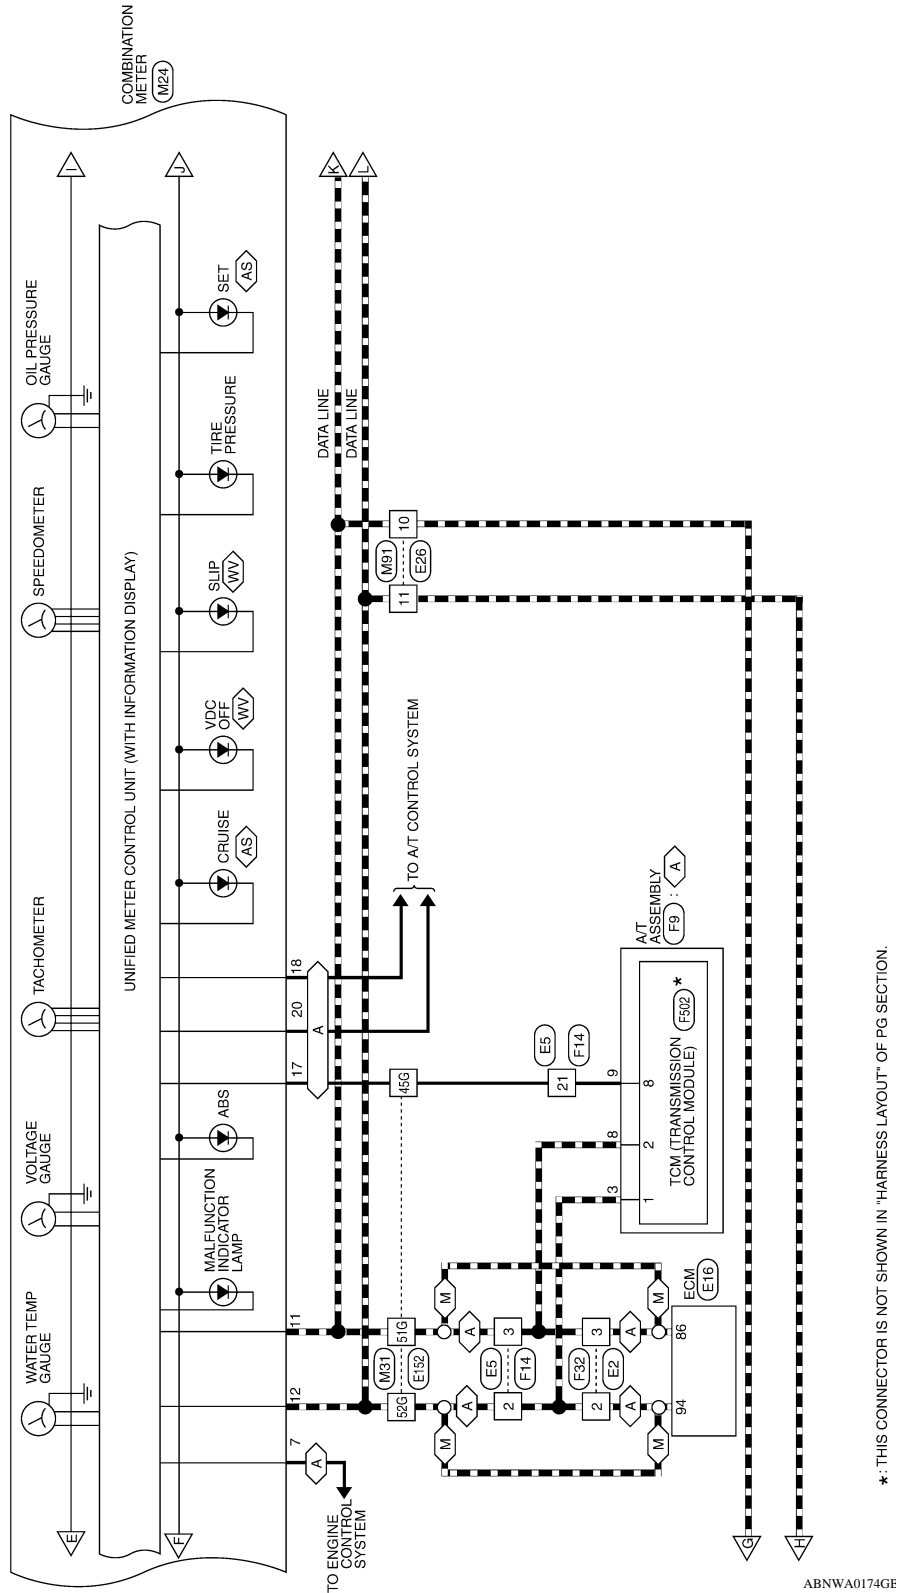 COMBINATION
METER
M24
I
J
K
L
OIL PRESSURE
GAUGE
SPEEDOMETER
TACHOMETER
VOLTAGE
GAUGE
WATER TEMP
GAUGE
E
F
UNIFIED METER CONTROL UNIT (WITH INFORMATION DISPLAY)
SET
AS
TIRE
PRESSURE
SLIP
WV
VDC
OFF
WV
CRUISE
AS
ABS
MALFUNCTION
INDICATOR
LAMP
DATA LINE
DATA LINE
18
20
17
11
12
7
A
A
TO ENGINE
CONTROL
SYSTEM
TO A/T CONTROL SYSTEM
10
M91
E26
11
45G
51G
M31
E152
52G
E5
F14
21
9
8
8
2
3
1
TCM (TRANSMISSION
CONTROL MODULE)
F502
*
A/T
ASSEMBLY
F9 : A
M
M
A
A
3
E5
F14
2
3
F32
E2
2
A
A
M
M
86
94
ECM
E16
G
H
*: THIS CONNECTOR IS NOT SHOWN IN "HARNESS LAYOUT" OF PG SECTION.
ABNWA0174GE